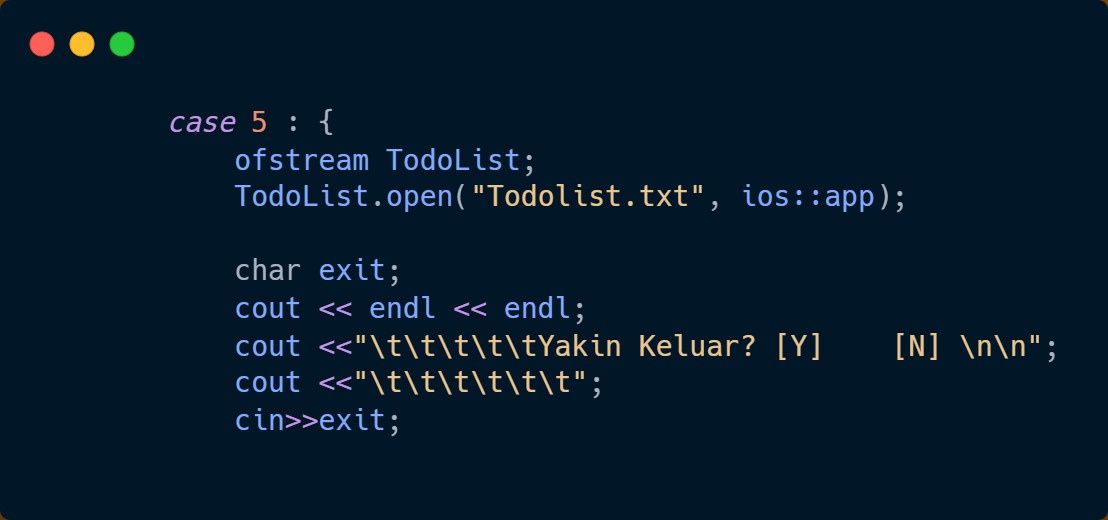 case 5 : {
ofstream TodoList;
TodoList.open("Todolist.txt", ios::app);
char exit;
cout << endl << endl;
cout <<"\t\t\t\t\tYakin Keluar? [Y]    [N] \n\n";
cout <<"\t\t\t\t\t\t";
cin>>exit;